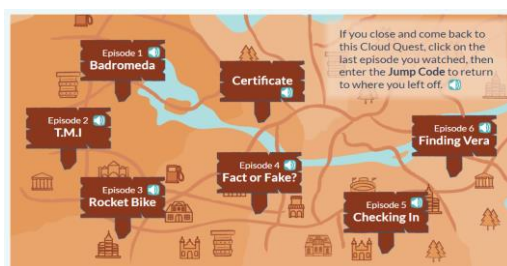 Episode 1
Badromeda
Certificate
If you close and come back to
this Cloud Quest, click on the
last episode you watched, then
enter the Jump Code to return
to where you left off.
Episode 2
T.M.I
Episode 6
Finding Vera
Episode 3
Rocket Bike
Episode 4
Fact or Fake?
Episode 5
Checking In